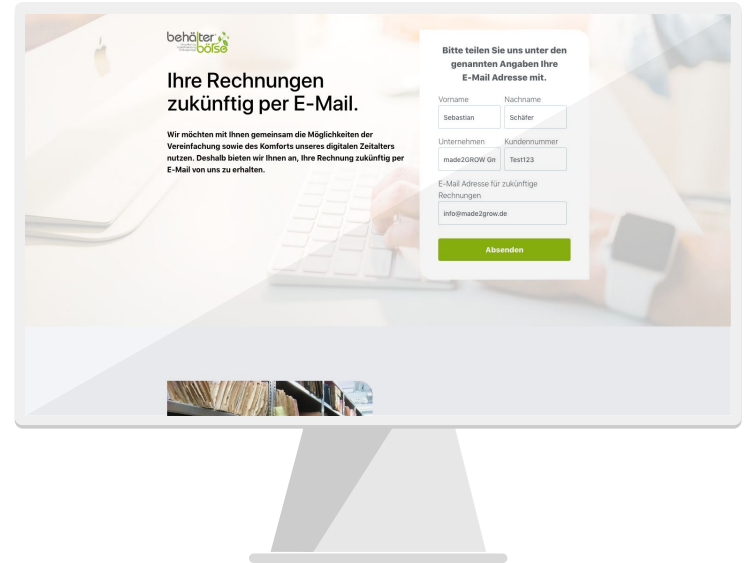 behälter
börse
Ihre Rechnungen
zukünftig per E-Mail.
Wir möchten mit Ihnen gemeinsam die Möglichkeiten der
Vereinfachung sowie des Komforts unseres digitalen Zeitalters
nutzen. Deshalb bieten wir Ihnen an, Ihre Rechnung zukünftig per
E-Mail von uns zu erhalten.
Bitte teilen Sie uns unter den
genannten Angaben Ihre
E-Mail Adresse mit.
Vorname Nachname
Sebastian Schäfer
Unternehmen Kundennummer
made2GROW Gm Test123
E-Mail Adresse für zukünftige
Rechnungen
info@made2grow.de
Absenden